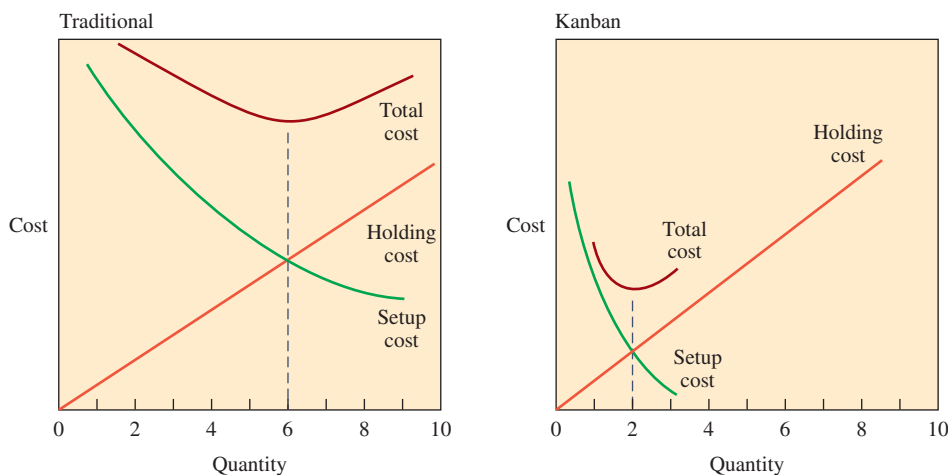 Traditional
Total
cost
Cost
Holding
cost
Setup
cost
0 2 4 6 8 10
Quantity
Kanban
Holding
cost
Cost
Total
cost
Setup
cost
0 2 4 6 8 10
Quantity